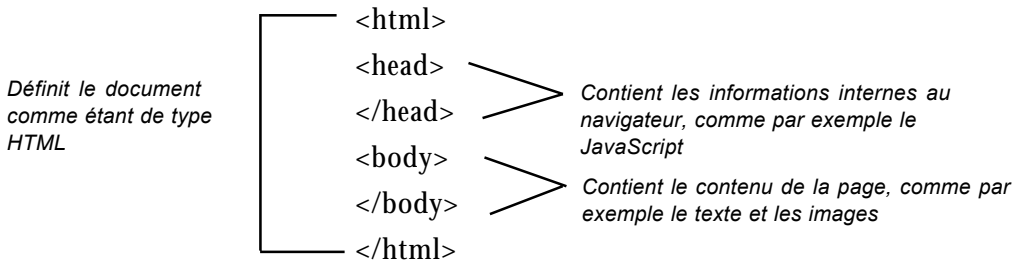 <html>
<head>
</head>
<body>
</body>
</html>
Définit le document
comme étant de type
HTML
Contient les informations internes au
navigateur, comme par exemple le
JavaScript
Contient le contenu de la page, comme par
exemple le texte et les images